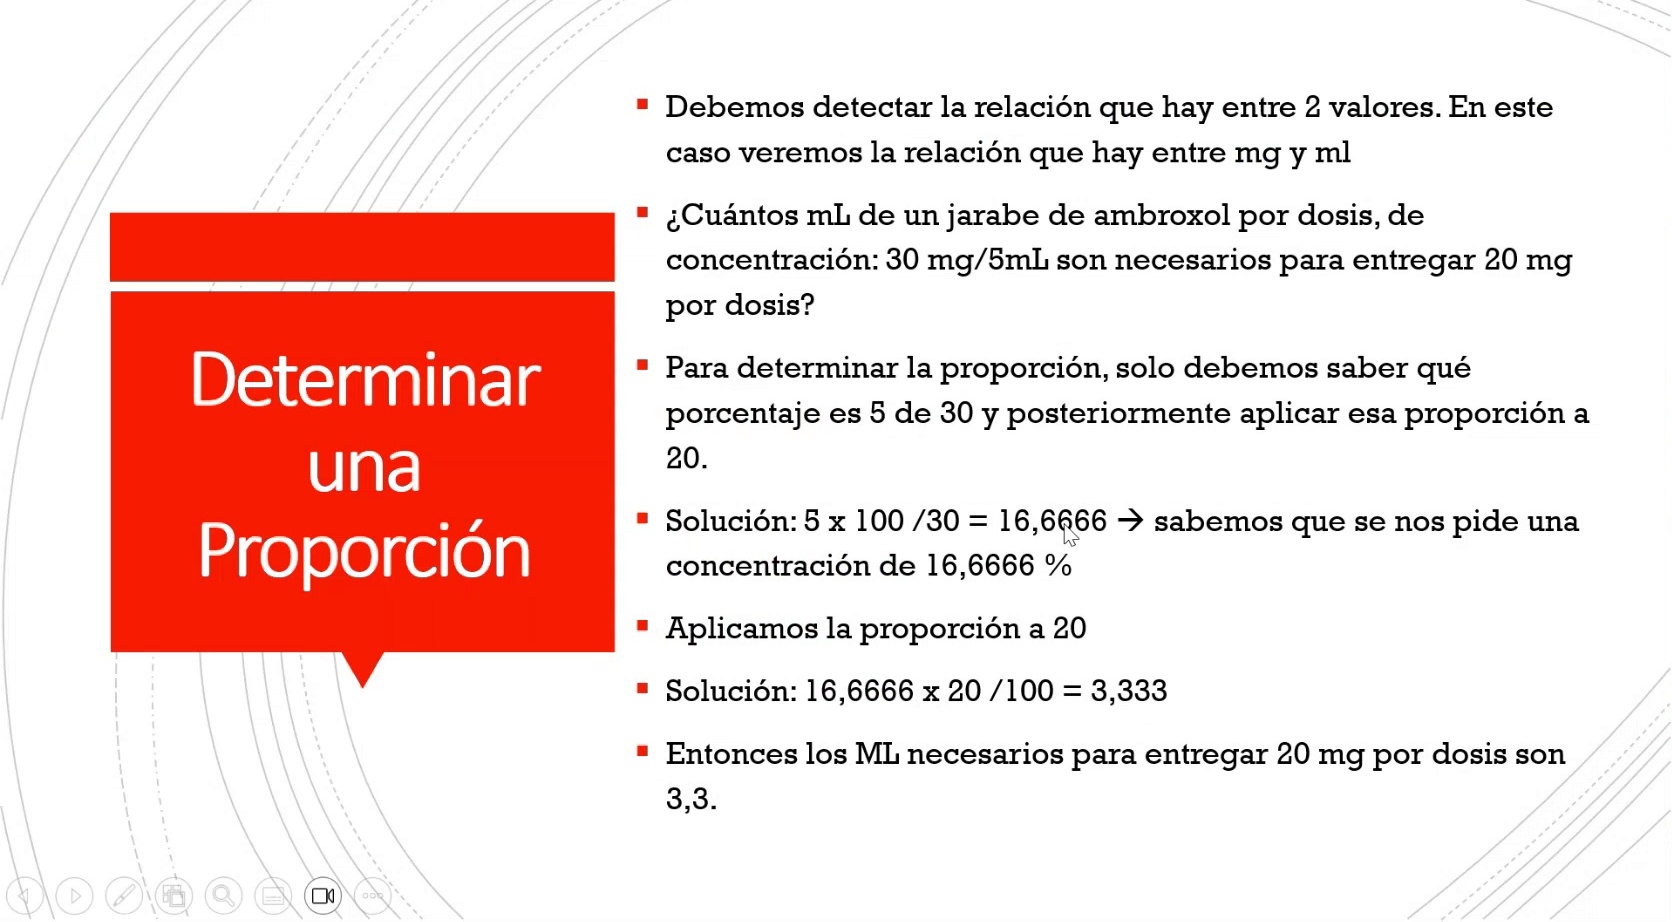 Determinar
una
Proporción
Debemos detectar la relación que hay entre 2 valores. En este
caso veremos la relación que hay entre mg y ml
¿Cuántos mL de un jarabe de ambroxol por dosis, de
concentración: 30 mg/5mL son necesarios para entregar 20 mg
por dosis?
Para determinar la proporción, solo debemos saber qué
porcentaje es 5 de 30 y posteriormente aplicar esa proporción a
20.
Solución: 5 x 100 /30 = 16,6666 → sabemos que se nos pide una
concentración de 16,6666 %
Aplicamos la proporción a 20
Solución: 16,6666 x 20 /100 = 3,333
Entonces los ML necesarios para entregar 20 mg por dosis son
3,3.